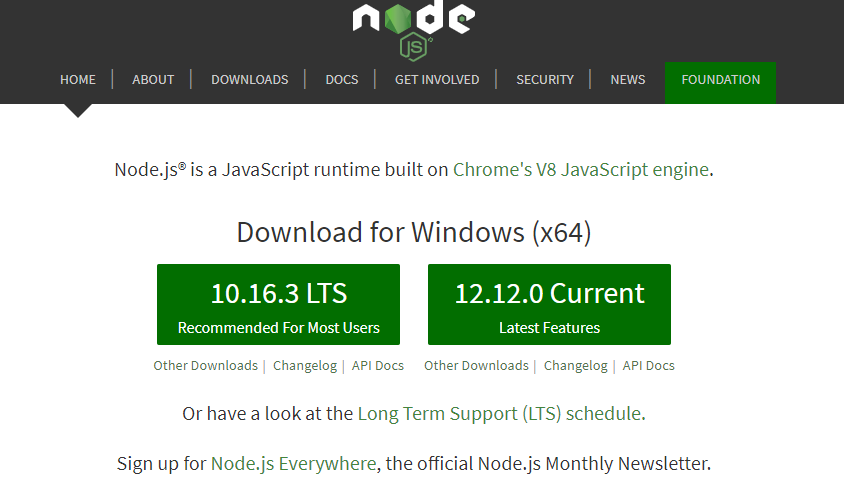 node
JS
HOME | ABOUT | DOWNLOADS | DOCS | GET INVOLVED | SECURITY | NEWS FOUNDATION
Node.js® is a JavaScript runtime built on Chrome's V8 JavaScript engine.
Download for Windows (x64)
10.16.3 LTS
Recommended For Most Users
12.12.0 Current
Latest Features
Other Downloads | Changelog | API Docs
Other Downloads | Changelog | API Docs
Or have a look at the Long Term Support (LTS) schedule.
Sign up for Node.js Everywhere, the official Node.js Monthly Newsletter.